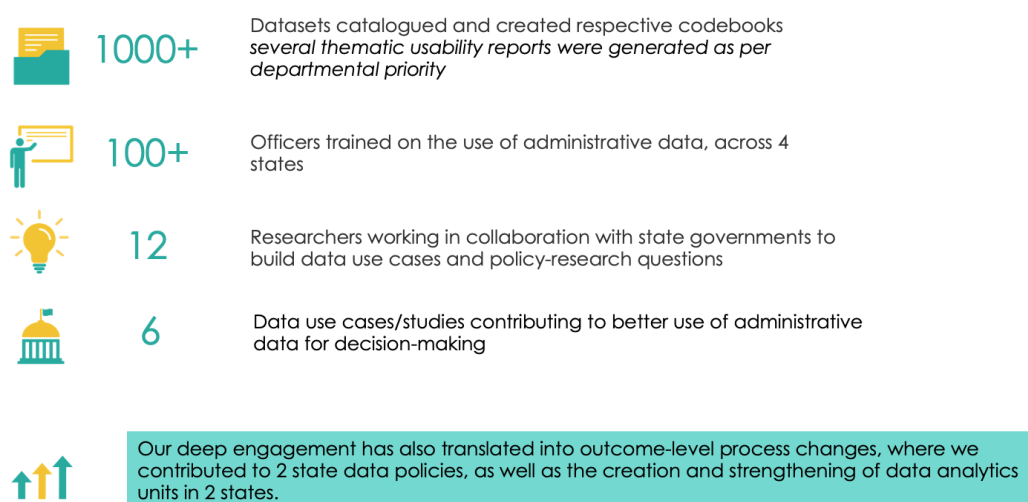 1000+
Datasets catalogued and created respective codebooks
several thematic usability reports were generated as per
departmental priority
100+
Officers trained on the use of administrative data, across 4
states
12
Researchers working in collaboration with state governments to
build data use cases and policy-research questions
6
Data use cases/studies contributing to better use of administrative
data for decision-making
Our deep engagement has also translated into outcome-level process changes, where we
contributed to 2 state data policies, as well as the creation and strengthening of data analytics
units in 2 states.